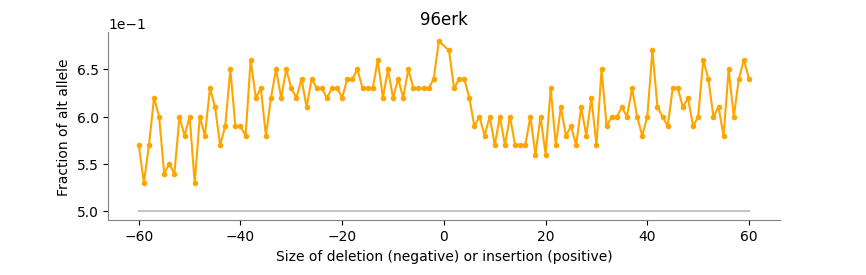 96erk
1e−1
Fraction of alt allele
6.5
6.0
5.5
5.0
−60
−40
−20
0
20
40
60
Size of deletion (negative) or insertion (positive)